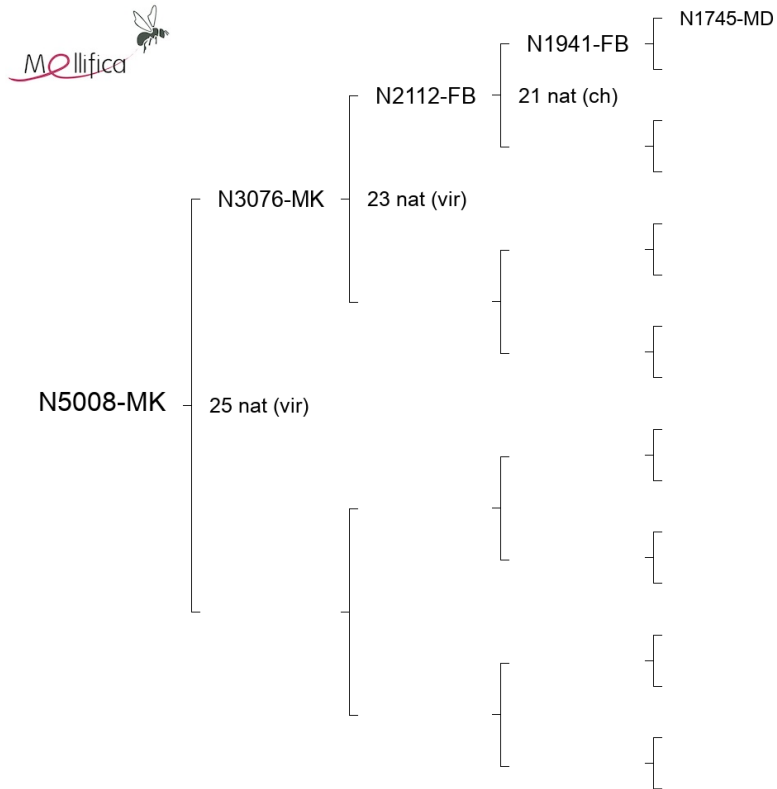 Mellifica
N1745-MD
N1941-FB
N2112-FB
21 nat (ch)
N3076-MK
23 nat (vir)
N5008-MK
25 nat (vir)